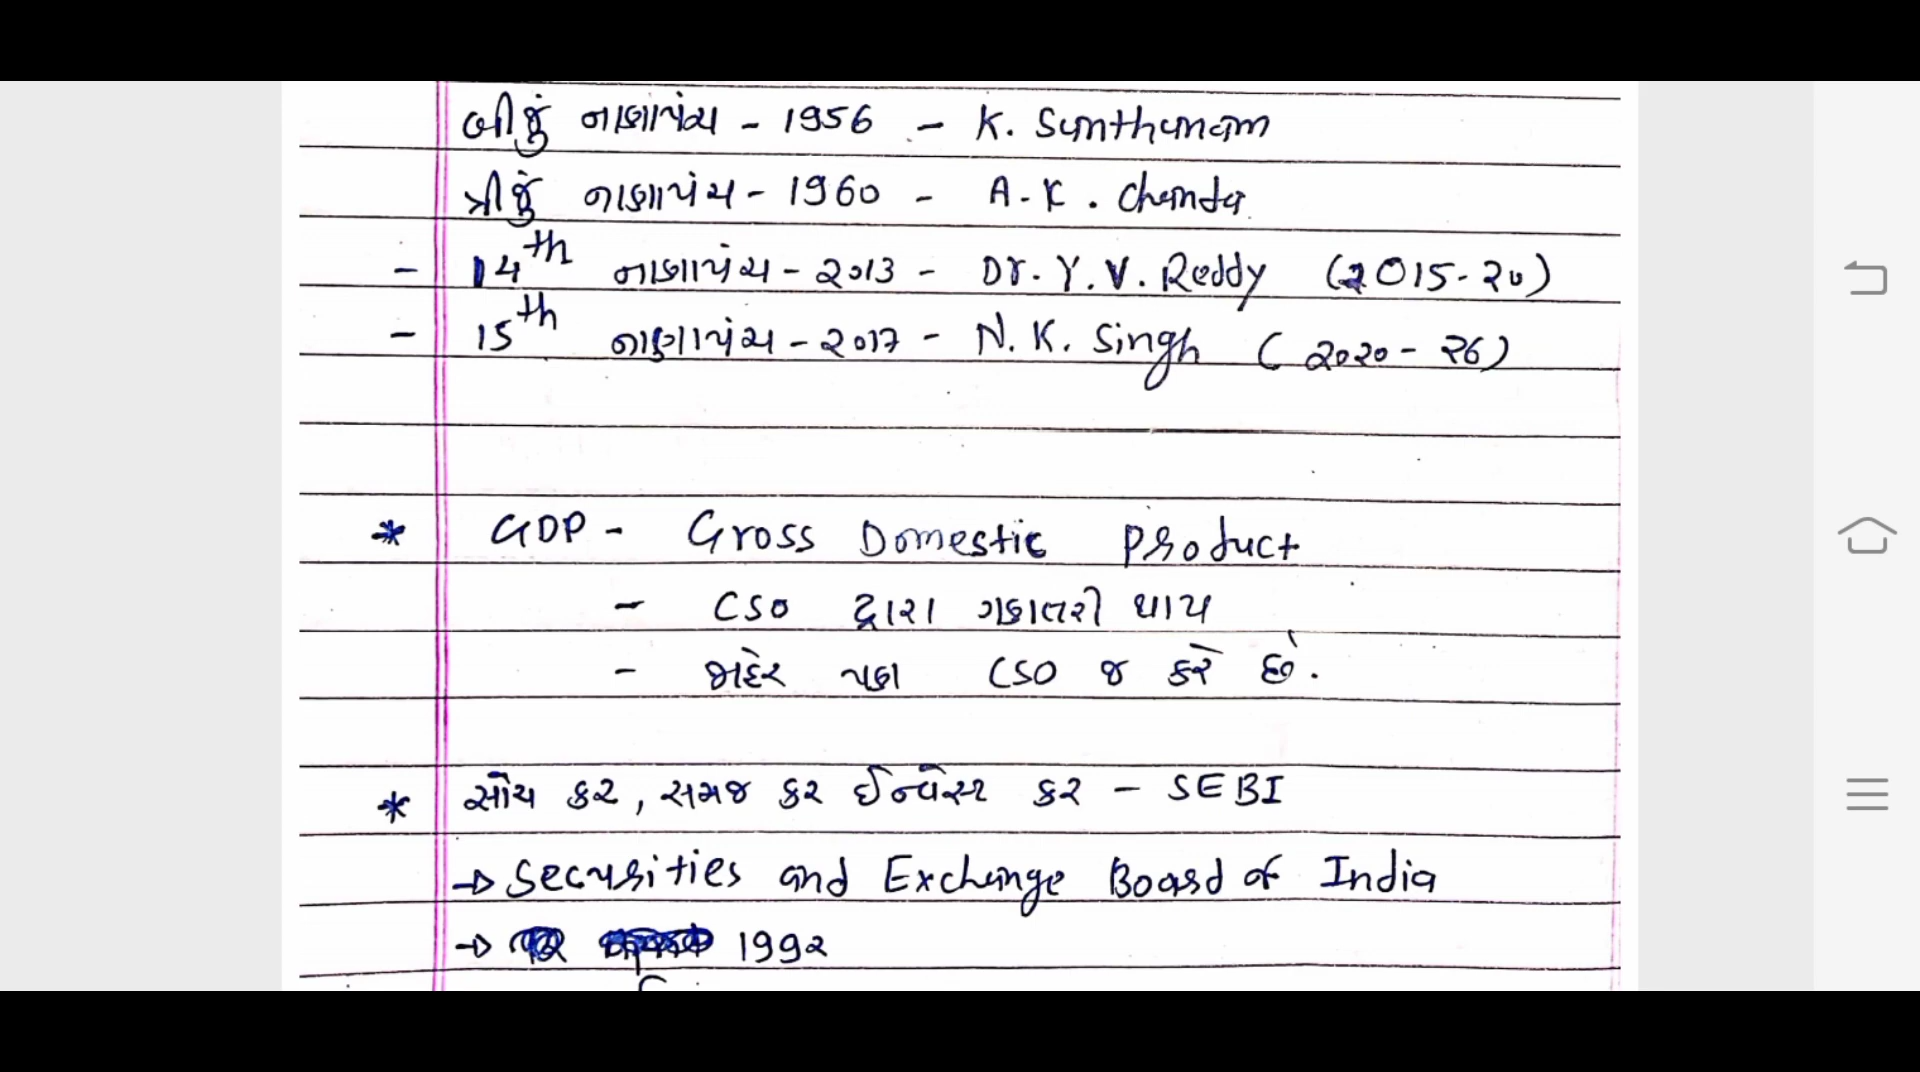 બીજું નાણાપંચ - 1956 - K. Santhanam
ત્રીજું નાણાપંચ - 1960 - A.K. Chanda
- 14th નાણાપંચ - 2013 - Dr. Y.V. Reddy (2015-20)
- 15th નાણાપંચ - 2017 - N.K. Singh (2020-26)
* GDP - Gross Domestic Product
- CSO દ્વારા ગણતરી થાય
- જાહેર પણ CSO જ કરે છે.
* સોચ કર, સમજ કર ઈન્વેસ્ટ કર - SEBI
→ Securities and Exchange Board of India
→ 1992